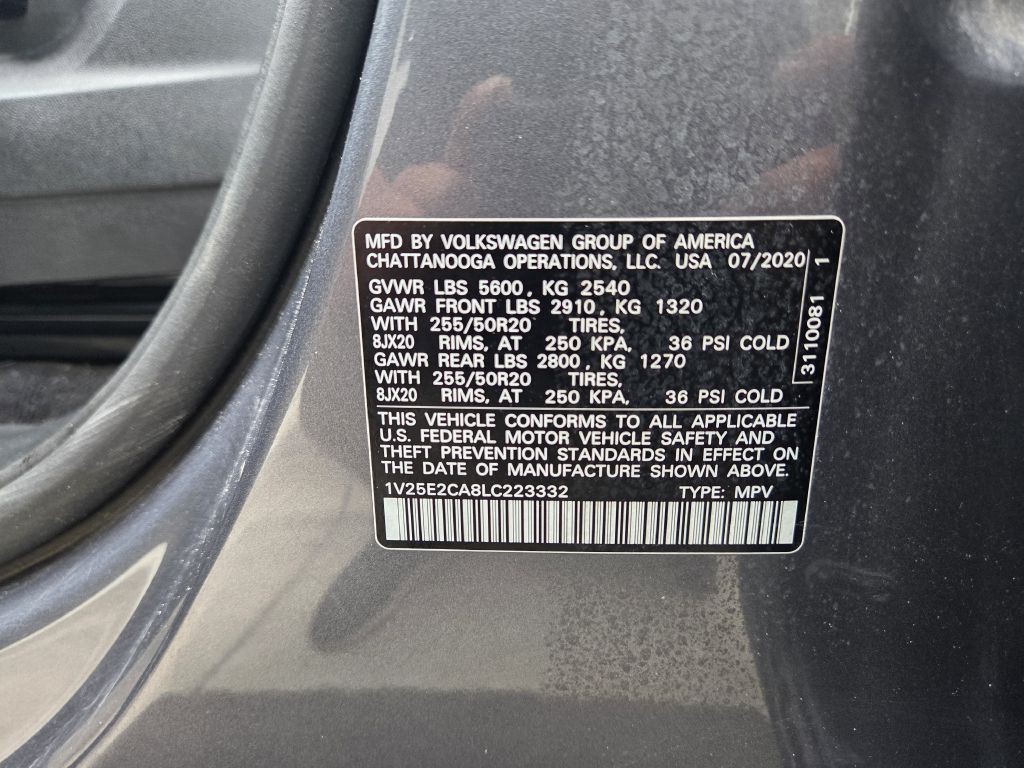 MFD BY VOLKSWAGEN GROUP OF AMERICA
CHATTANOOGA OPERATIONS, LLC. USA 07/2020
GVWR LBS 5600, KG 2540
GAWR FRONT LBS 2910, KG 1320
WITH 255/50R20 TIRES,
8JX20 RIMS, AT 250 KPA, 36 PSI COLD
GAWR REAR LBS 2800, KG 1270
WITH 255/50R20 TIRES,
8JX20 RIMS, AT 250 KPA, 36 PSI COLD
THIS VEHICLE CONFORMS TO ALL APPLICABLE
U.S. FEDERAL MOTOR VEHICLE SAFETY AND
THEFT PREVENTION STANDARDS IN EFFECT ON
THE DATE OF MANUFACTURE SHOWN ABOVE.
1V25E2CA8LC223332 TYPE: MPV
3110081 1